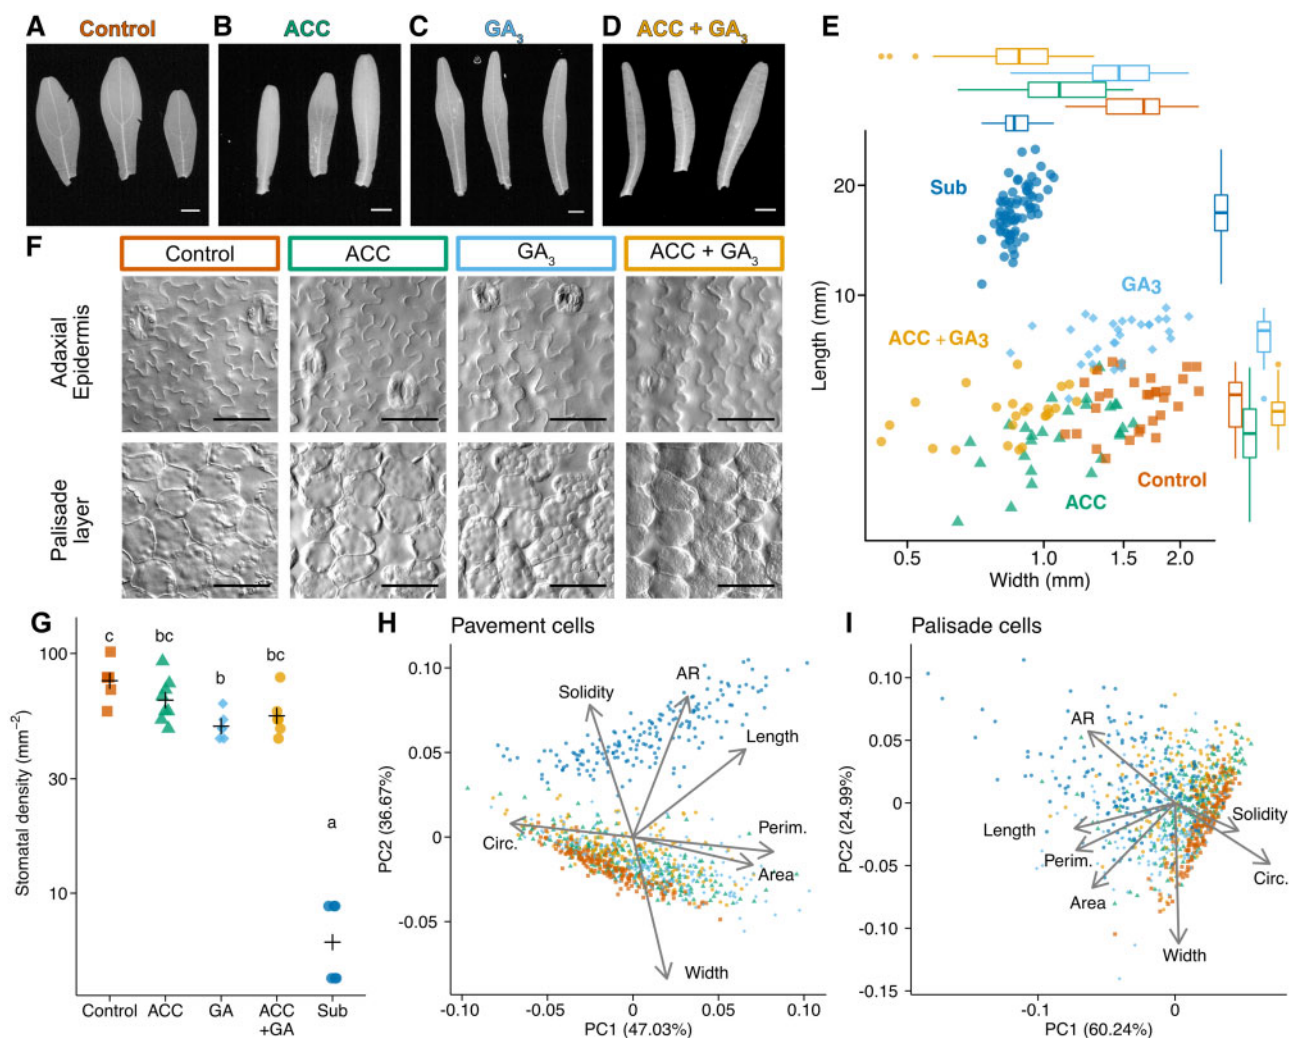 A Control
B ACC
C GA3
D ACC + GA3
E
Sub
GA3
ACC + GA3
Control
ACC
Length (mm)
20
10
0.5 1.0 1.5 2.0
Width (mm)
F
Control ACC GA3 ACC + GA3
Adaxial
Epidermis
Palisade
layer
G
Stomatal density (mm−2)
100
30
10
c bc b bc a
Control ACC GA ACC Sub
+GA
H Pavement cells
PC2 (36.67%)
0.10
0.05
0
-0.05
Solidity
AR
Length
Circ.
Perim.
Area
Width
-0.10 -0.05 0 0.05 0.10
PC1 (47.03%)
I Palisade cells
PC2 (24.99%)
0.10
0.05
0
-0.05
-0.10
-0.15
AR
Length
Solidity
Perim.
Circ.
Area
Width
-0.1 0
PC1 (60.24%)